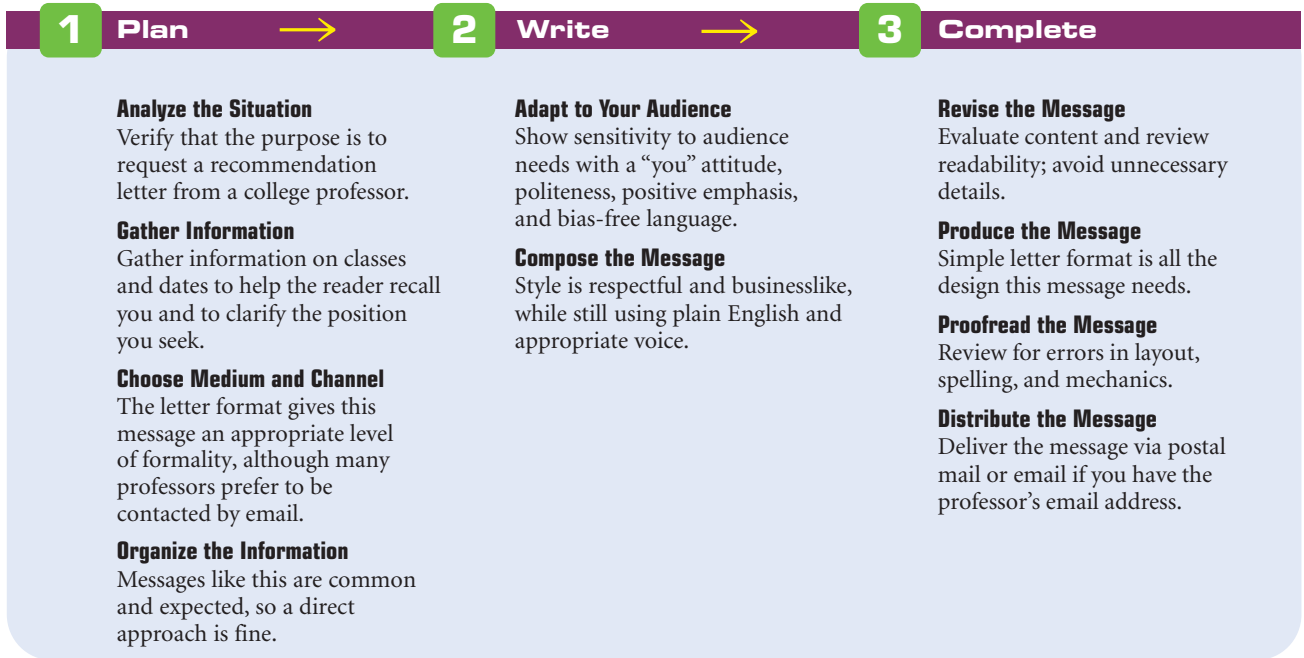 1 Plan → 2 Write → 3 Complete
Analyze the Situation
Verify that the purpose is to
request a recommendation
letter from a college professor.
Gather Information
Gather information on classes
and dates to help the reader recall
you and to clarify the position
you seek.
Choose Medium and Channel
The letter format gives this
message an appropriate level
of formality, although many
professors prefer to be
contacted by email.
Organize the Information
Messages like this are common
and expected, so a direct
approach is fine.
Adapt to Your Audience
Show sensitivity to audience
needs with a “you” attitude,
politeness, positive emphasis,
and bias-free language.
Compose the Message
Style is respectful and businesslike,
while still using plain English and
appropriate voice.
Revise the Message
Evaluate content and review
readability; avoid unnecessary
details.
Produce the Message
Simple letter format is all the
design this message needs.
Proofread the Message
Review for errors in layout,
spelling, and mechanics.
Distribute the Message
Deliver the message via postal
mail or email if you have the
professor’s email address.